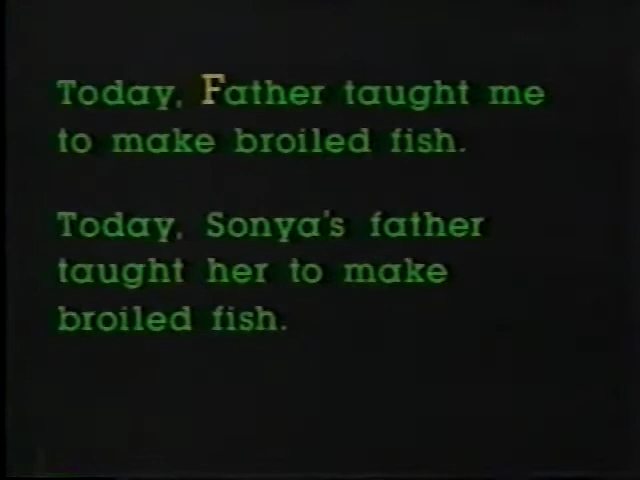 Today, Father taught me
to make broiled fish.
Today, Sonya's father
taught her to make
broiled fish.